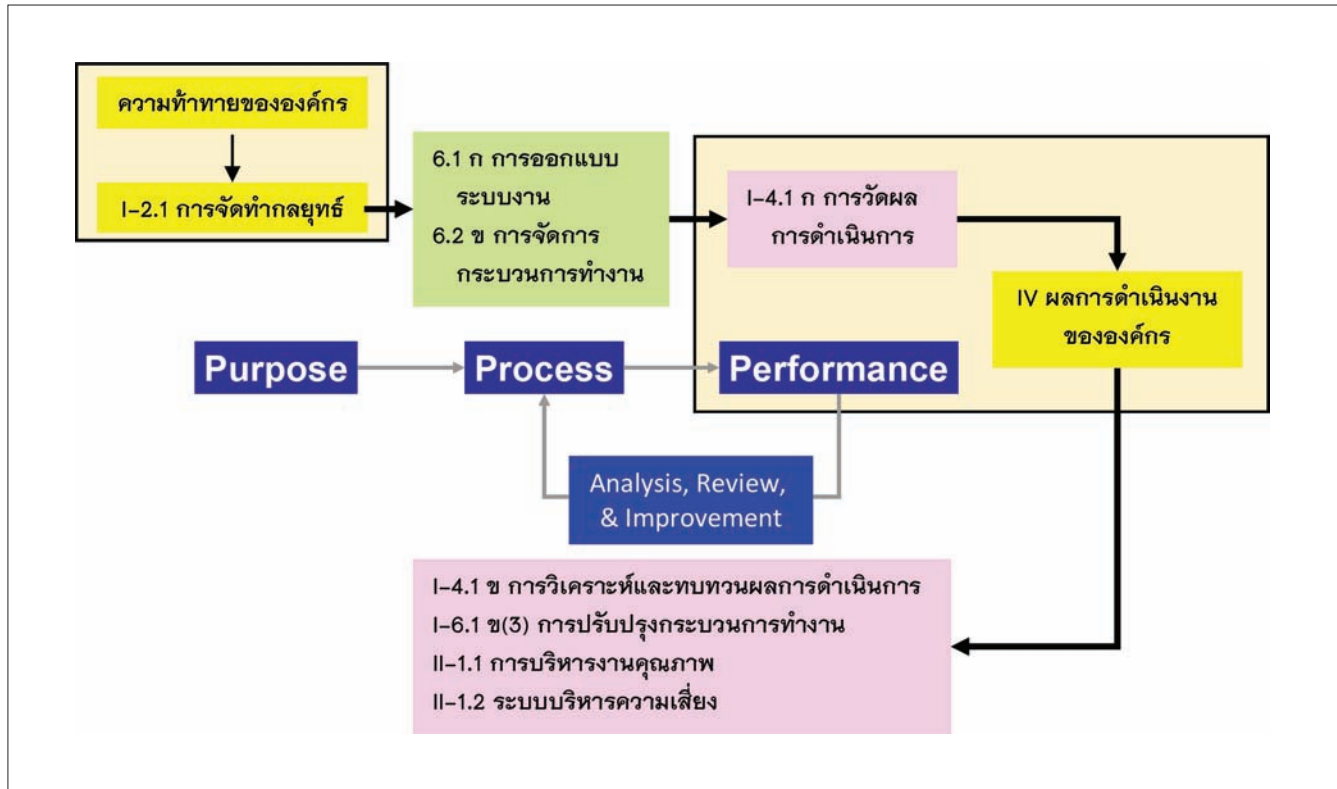 ความท้าทายขององค์กร
I-2.1 การจัดทำกลยุทธ์
6.1 ก การออกแบบ
ระบบงาน
6.2 ข การจัดการ
กระบวนการทำงาน
I-4.1 ก การวัดผล
การดำเนินการ
IV ผลการดำเนินงาน
ขององค์กร
Purpose
Process
Performance
Analysis, Review,
& Improvement
I-4.1 ข การวิเคราะห์และทบทวนผลการดำเนินการ
I-6.1 ข(3) การปรับปรุงกระบวนการทำงาน
II-1.1 การบริหารงานคุณภาพ
II-1.2 ระบบบริหารความเสี่ยง